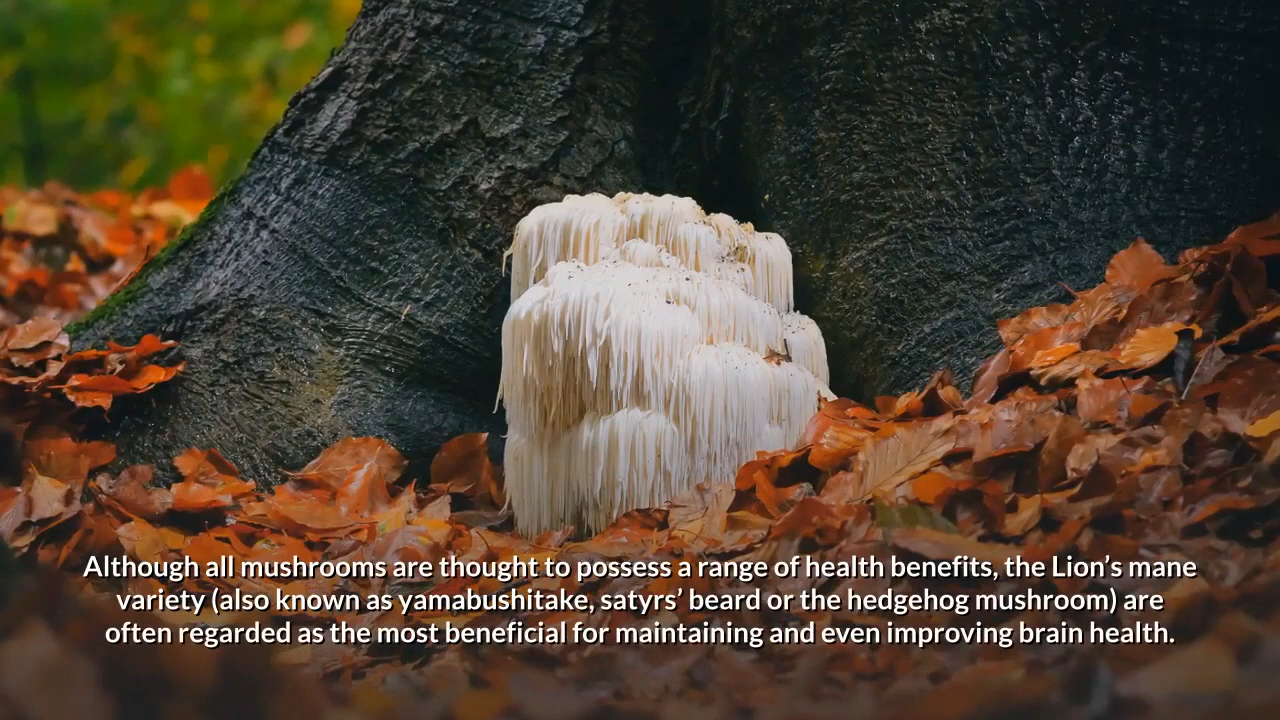 Although all mushrooms are thought to possess a range of health benefits, the Lion’s mane
variety (also known as yamabushitake, satyrs’ beard or the hedgehog mushroom) are
often regarded as the most beneficial for maintaining and even improving brain health.